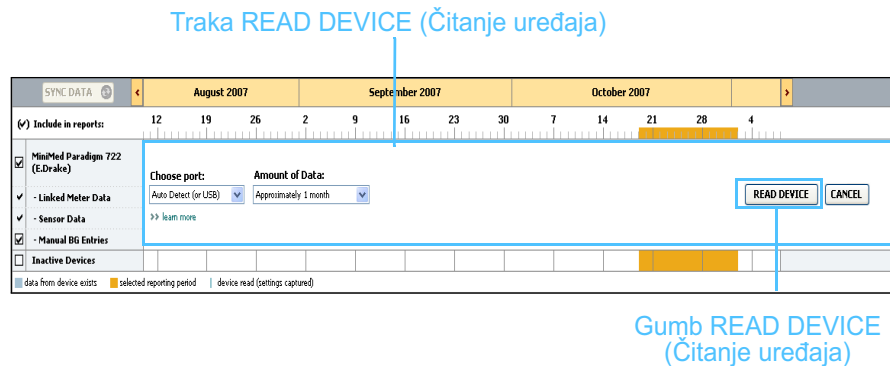 Traka READ DEVICE (Čitanje uređaja)
SYNC DATA
August 2007 September 2007 October 2007
(✓) Include in reports: 12 19 26 2 9 16 23 30 7 14 21 28 4
MiniMed Paradigm 722
(E.Drake)
Choose port: Amount of Data:
Auto Detect (or USB) Approximately 1 month READ DEVICE CANCEL
- Linked Meter Data
>> learn more
- Sensor Data
- Manual BG Entries
Inactive Devices
data from device exists selected reporting period device read (settings captured)
Gumb READ DEVICE
(Čitanje uređaja)